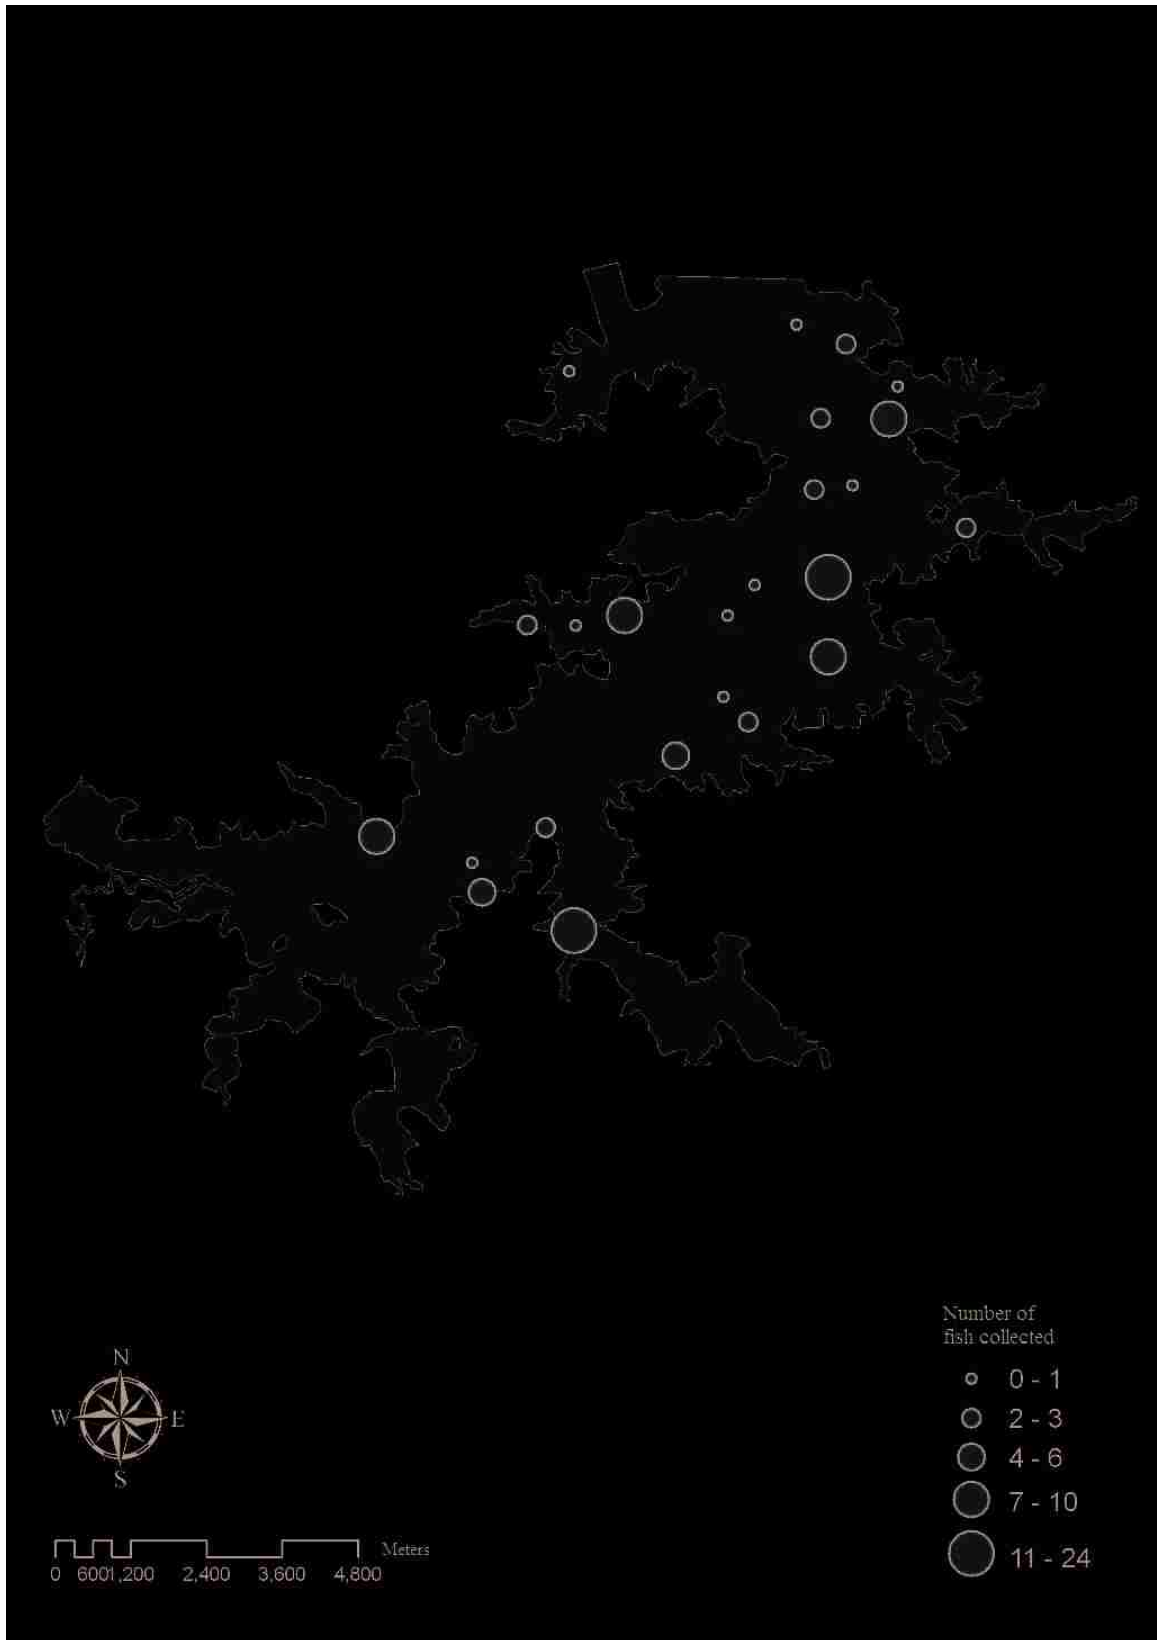 Number of
fish collected
0 - 1
2 - 3
4 - 6
7 - 10
11 - 24
N
W E
S
Meters
0 6001,200 2,400 3,600 4,800